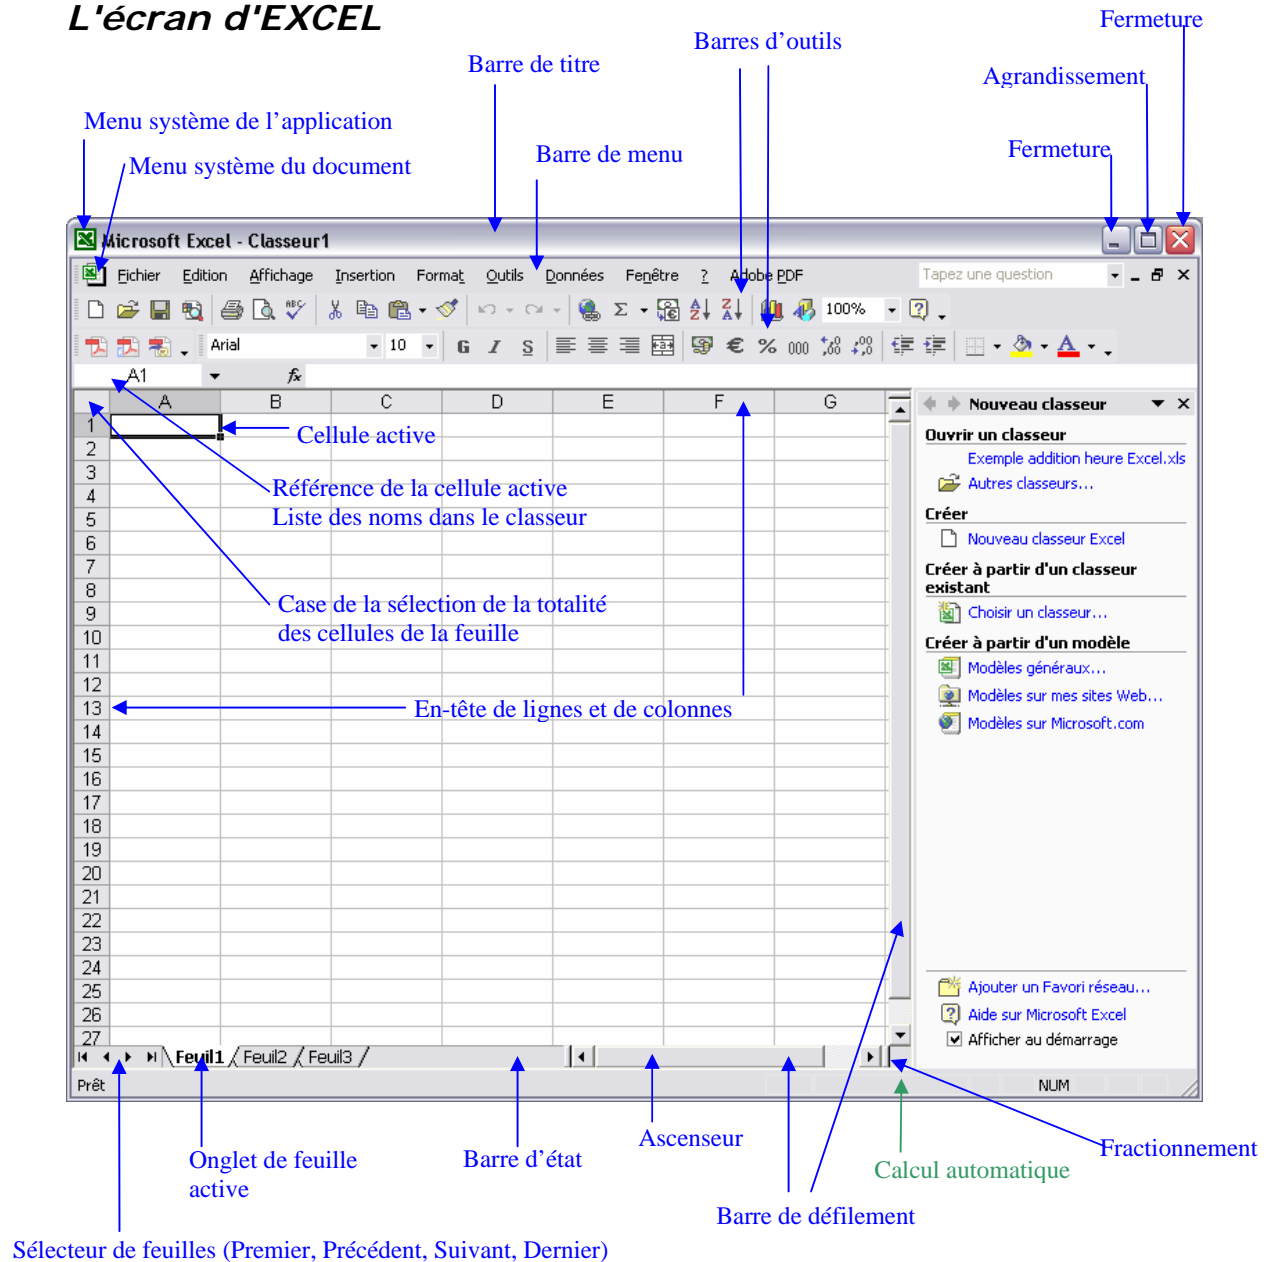 L'écran d'EXCEL
Fermeture
Barres d’outils
Barre de titre
Agrandissement
Menu système de l’application
Menu système du document
Barre de menu
Fermeture
Microsoft Excel - Classeur1
Fichier Edition Affichage Insertion Format Outils Données Fenêtre ? Adobe PDF
Tapez une question
100%
Arial 10 G I S € % 000
A1 fx
A B C D E F G
1
2
3
4
5
6
7
8
9
10
11
12
13
14
15
16
17
18
19
20
21
22
23
24
25
26
27
Cellule active
Référence de la cellule active
Liste des noms dans le classeur
Case de la sélection de la totalité
des cellules de la feuille
En-tête de lignes et de colonnes
Nouveau classeur
Ouvrir un classeur
Exemple addition heure Excel.xls
Autres classeurs...
Créer
Nouveau classeur Excel
Créer à partir d'un classeur
existant
Choisir un classeur...
Créer à partir d'un modèle
Modèles généraux...
Modèles sur mes sites Web...
Modèles sur Microsoft.com
Ajouter un Favori réseau...
Aide sur Microsoft Excel
Afficher au démarrage
Feuil1 Feuil2 Feuil3
Prêt
NUM
Onglet de feuille
active
Barre d’état
Ascenseur
Calcul automatique
Fractionnement
Barre de défilement
Sélecteur de feuilles (Premier, Précédent, Suivant, Dernier)